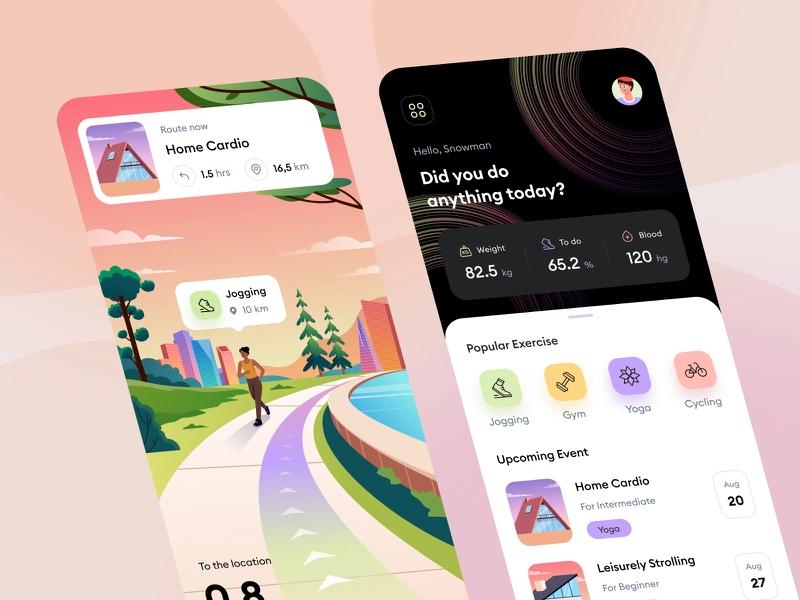 Route now
Home Cardio
1.5 hrs
16,5 km
Jogging
10 km
To the location
0.8
Hello, Snowman
Did you do
anything today?
Weight
82.5 kg
To do
65.2 %
Blood
120 hg
Popular Exercise
Jogging
Gym
Yoga
Cycling
Upcoming Event
Home Cardio
For Intermediate
Yoga
Aug
20
Leisurely Strolling
For Beginner
Aug
27